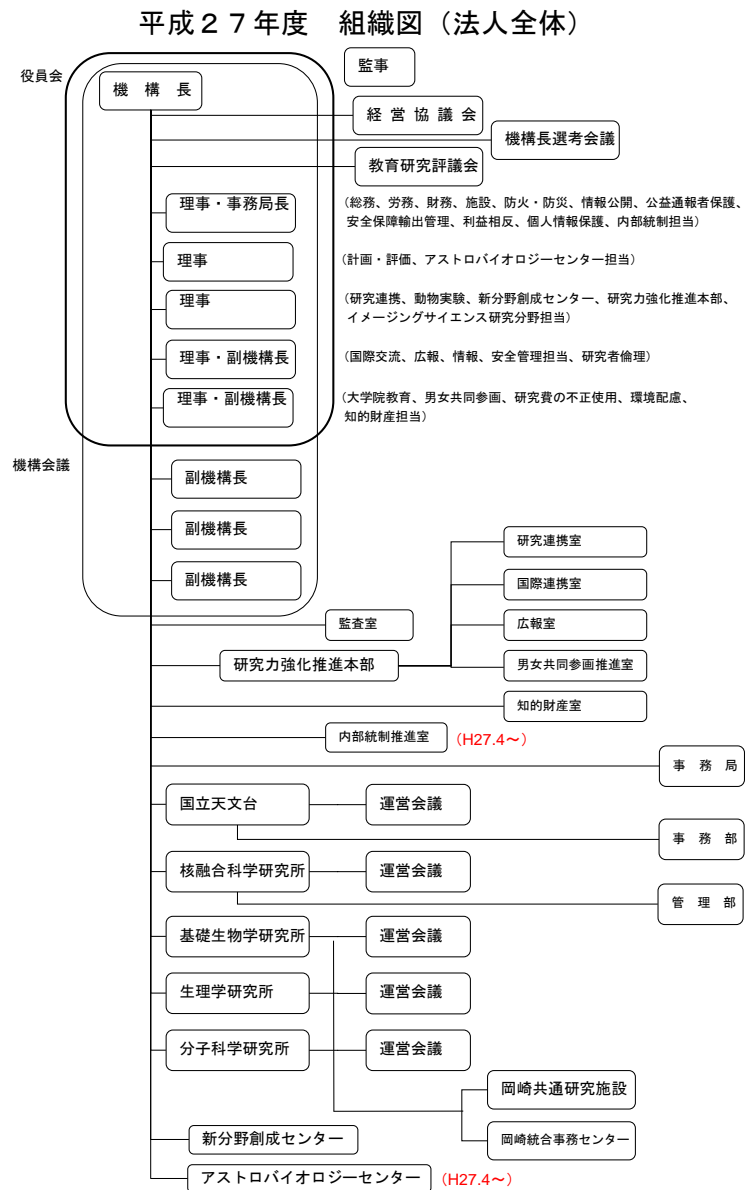 平成２７年度　組織図（法人全体）
役員会
監事
機　構　長
経 営 協 議 会
機構長選考会議
教育研究評議会
理事・事務局長
（総務、労務、財務、施設、防火・防災、情報公開、公益通報者保護、
安全保障輸出管理、利益相反、個人情報保護、内部統制担当）
理事
（計画・評価、アストロバイオロジーセンター担当）
理事
（研究連携、動物実験、新分野創成センター、研究力強化推進本部、
イメージングサイエンス研究分野担当）
理事・副機構長
（国際交流、広報、情報、安全管理担当、研究者倫理）
理事・副機構長
（大学院教育、男女共同参画、研究費の不正使用、環境配慮、
知的財産担当）
機構会議
副機構長
副機構長
副機構長
研究連携室
国際連携室
監査室
広報室
研究力強化推進本部
男女共同参画推進室
知的財産室
内部統制推進室
（H27.4～）
事　務　局
国立天文台
運営会議
事　務　部
核融合科学研究所
運営会議
管　理　部
基礎生物学研究所
運営会議
生理学研究所
運営会議
分子科学研究所
運営会議
岡崎共通研究施設
新分野創成センター
岡崎統合事務センター
アストロバイオロジーセンター
（H27.4～）